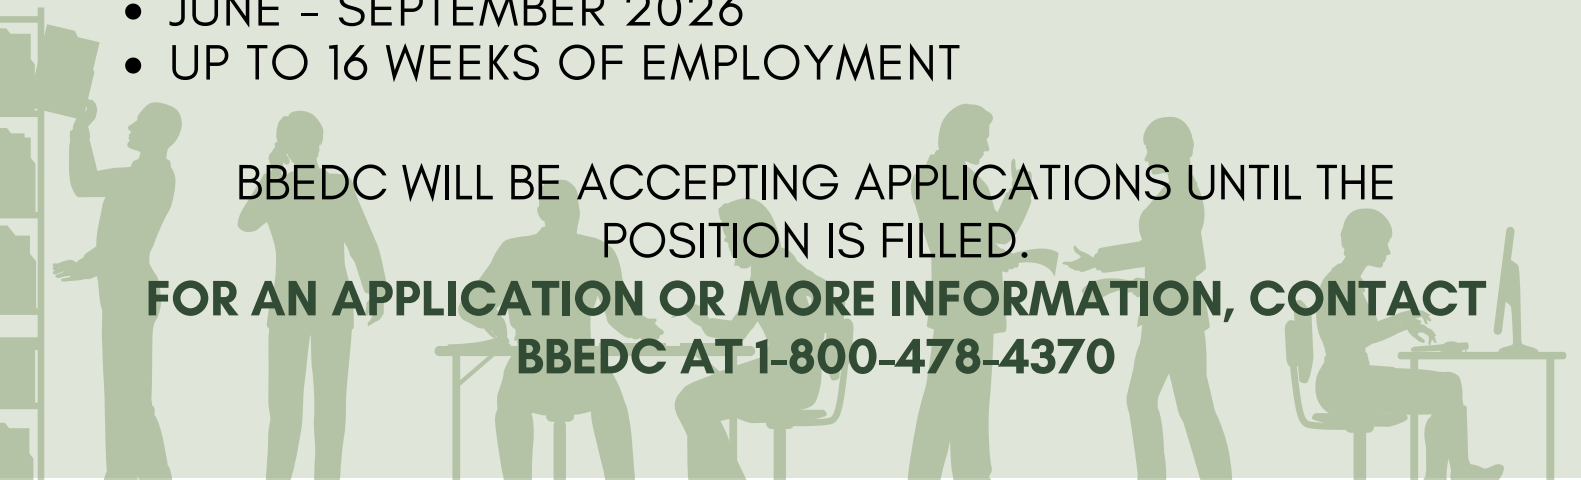 • JUNE – SEPTEMBER 2026
• UP TO 16 WEEKS OF EMPLOYMENT
BBEDC WILL BE ACCEPTING APPLICATIONS UNTIL THE
POSITION IS FILLED.
FOR AN APPLICATION OR MORE INFORMATION, CONTACT
BBEDC AT 1-800-478-4370